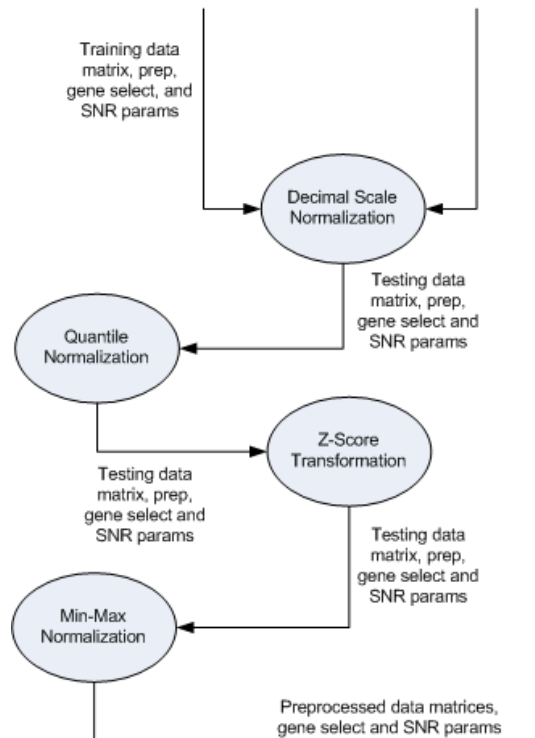 Training data
matrix, prep,
gene select, and
SNR params
Decimal Scale
Normalization
Testing data
matrix, prep,
gene select and
SNR params
Quantile
Normalization
Z-Score
Transformation
Testing data
matrix, prep,
gene select and
SNR params
Testing data
matrix, prep,
gene select and
SNR params
Min-Max
Normalization
Preprocessed data matrices,
gene select and SNR params